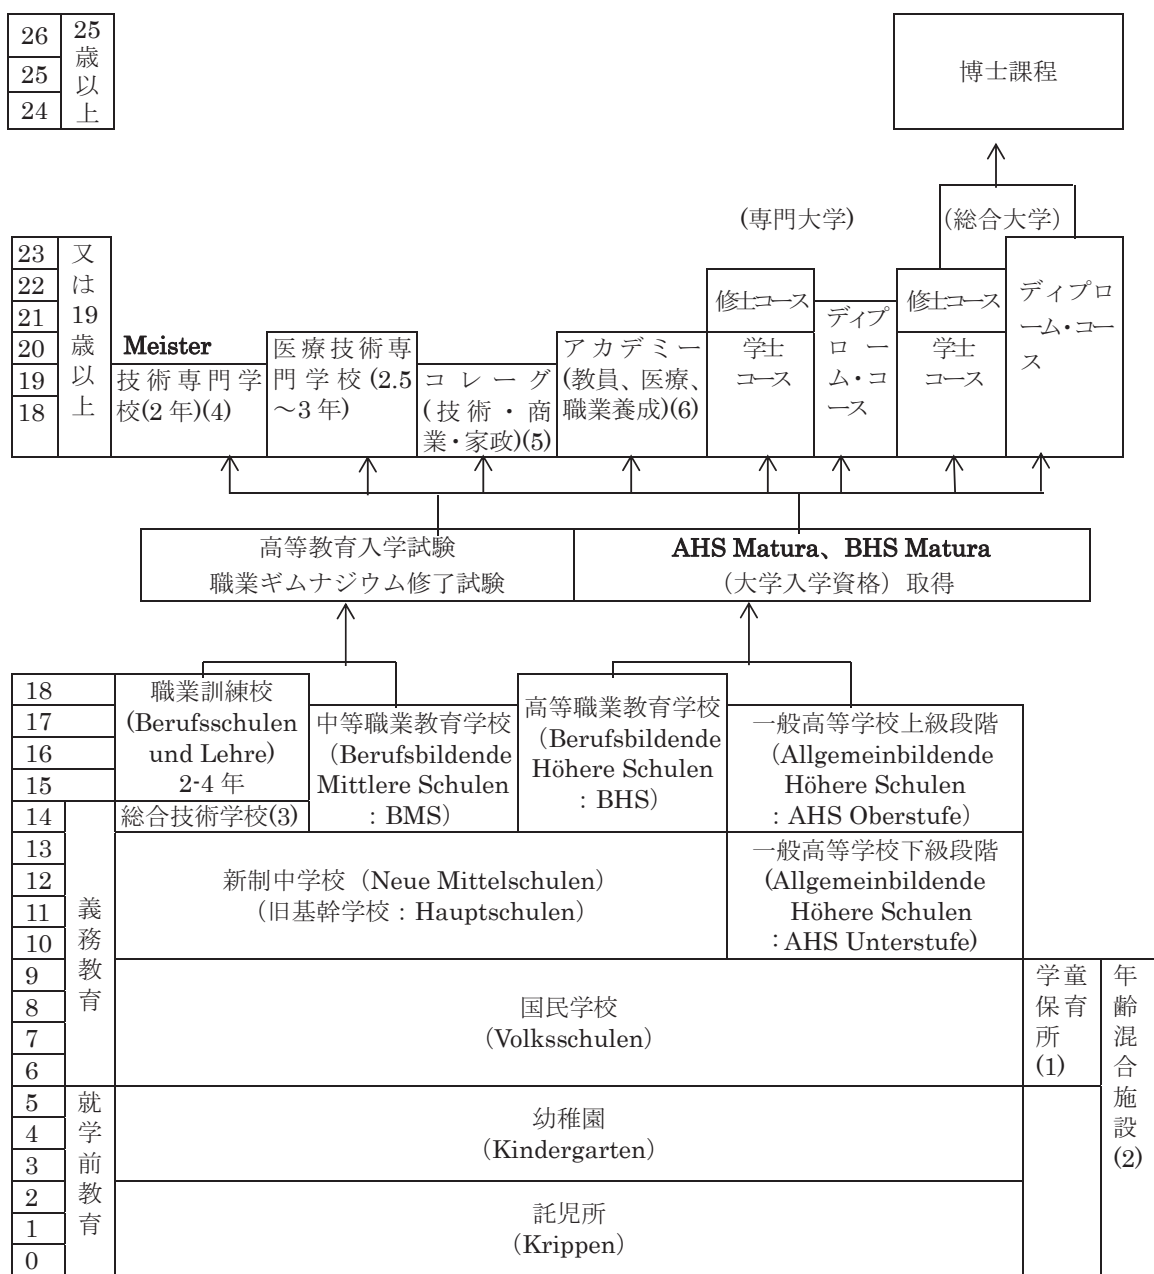 26
25
24
25
歳
以
上
博士課程
(専門大学)
(総合大学)
23
22
21
20
19
18
又
は
19
歳
以
上
Meister
技術専門学
校(2 年)(4)
医療技術専
門学校(2.5
～3 年)
コレーグ
(技術・商
業・家政)(5)
アカデミー
(教員、医療、
職業養成)(6)
修士コース
学士
コース
ディプ
ロー
ム・コ
ース
修士コース
学士
コース
ディプロ
ーム・コー
ス
高等教育入学試験
職業ギムナジウム修了試験
AHS Matura、BHS Matura
（大学入学資格）取得
18
17
16
15
14
13
12
11
10
9
8
7
6
5
4
3
2
1
0
義
務
教
育
就
学
前
教
育
職業訓練校
(Berufsschulen
und Lehre)
2-4 年
総合技術学校(3)
中等職業教育学校
（Berufsbildende
Mittlere Schulen
：BMS）
高等職業教育学校
（Berufsbildende
Höhere Schulen
：BHS）
一般高等学校上級段階
（Allgemeinbildende
Höhere Schulen
：AHS Oberstufe）
新制中学校（Neue Mittelschulen）
（旧基幹学校：Hauptschulen）
一般高等学校下級段階
(Allgemeinbildende
Höhere Schulen
：AHS Unterstufe)
国民学校
（Volksschulen）
学童
保育
所
(1)
年
齢
混
合
施
設
(2)
幼稚園
（Kindergarten）
託児所
（Krippen）